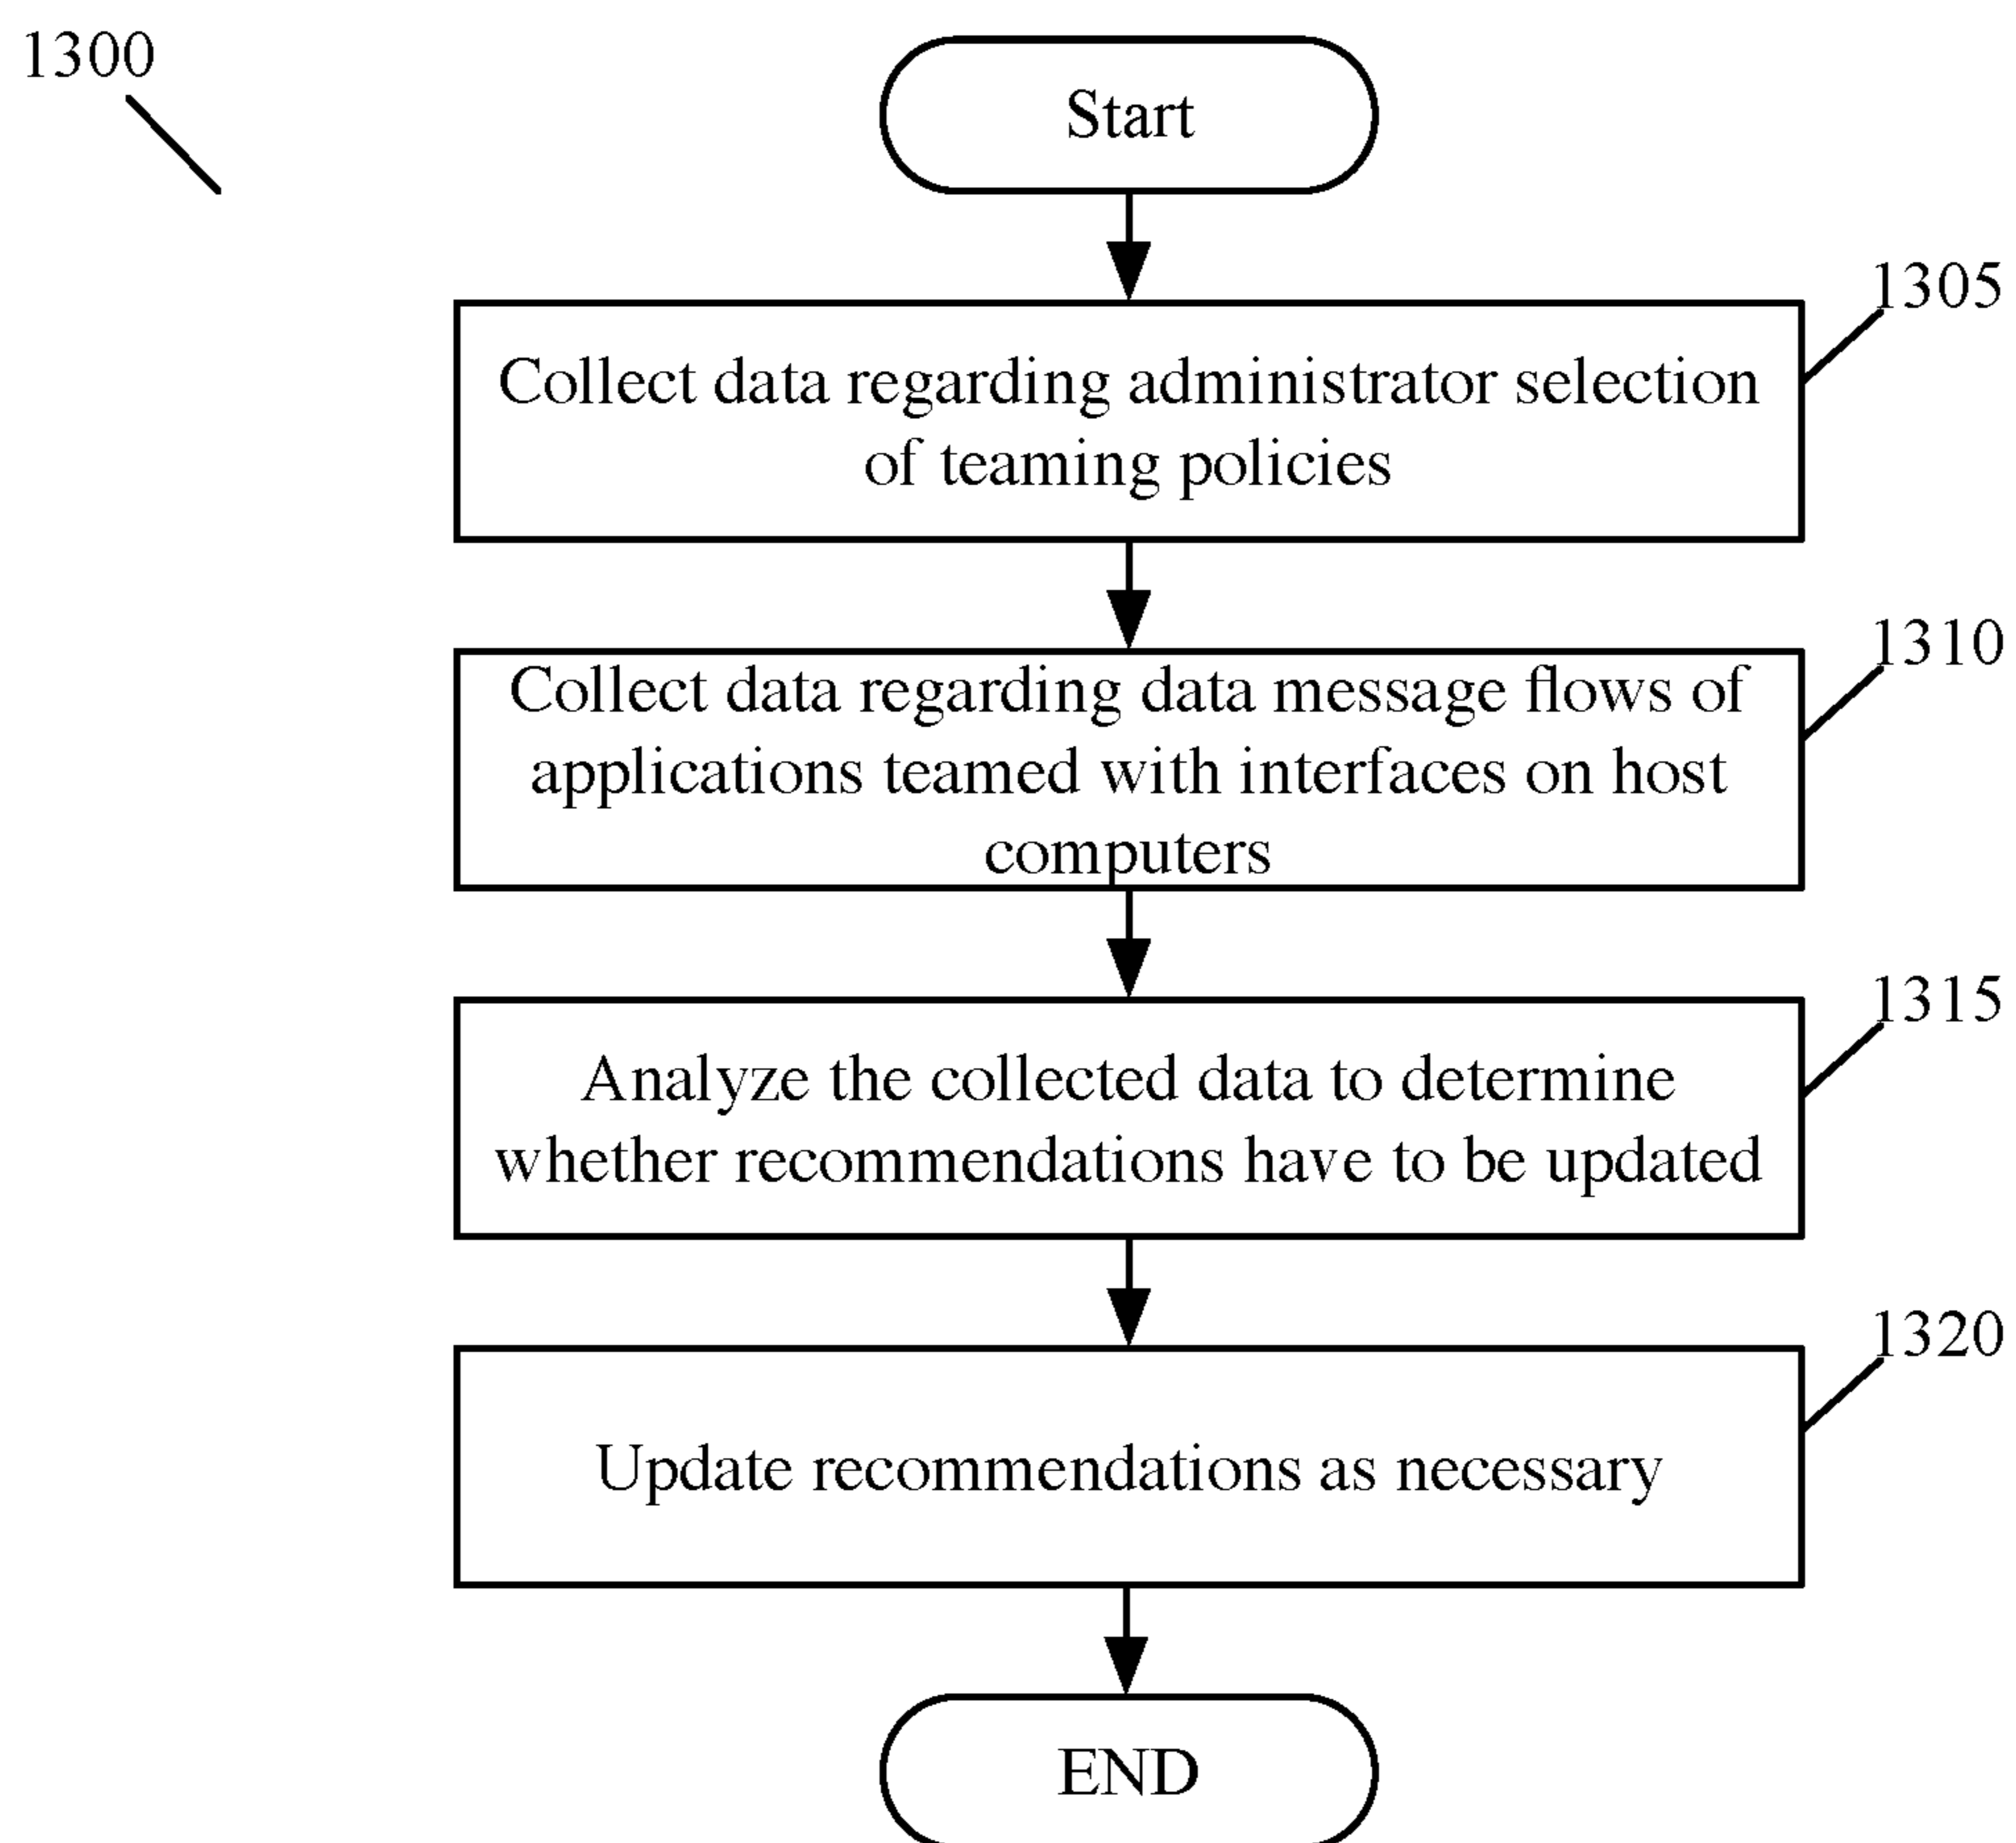 1300
Start
1305
Collect data regarding administrator selection
of teaming policies
1310
Collect data regarding data message flows of
applications teamed with interfaces on host
computers
1315
Analyze the collected data to determine
whether recommendations have to be updated
1320
Update recommendations as necessary
END